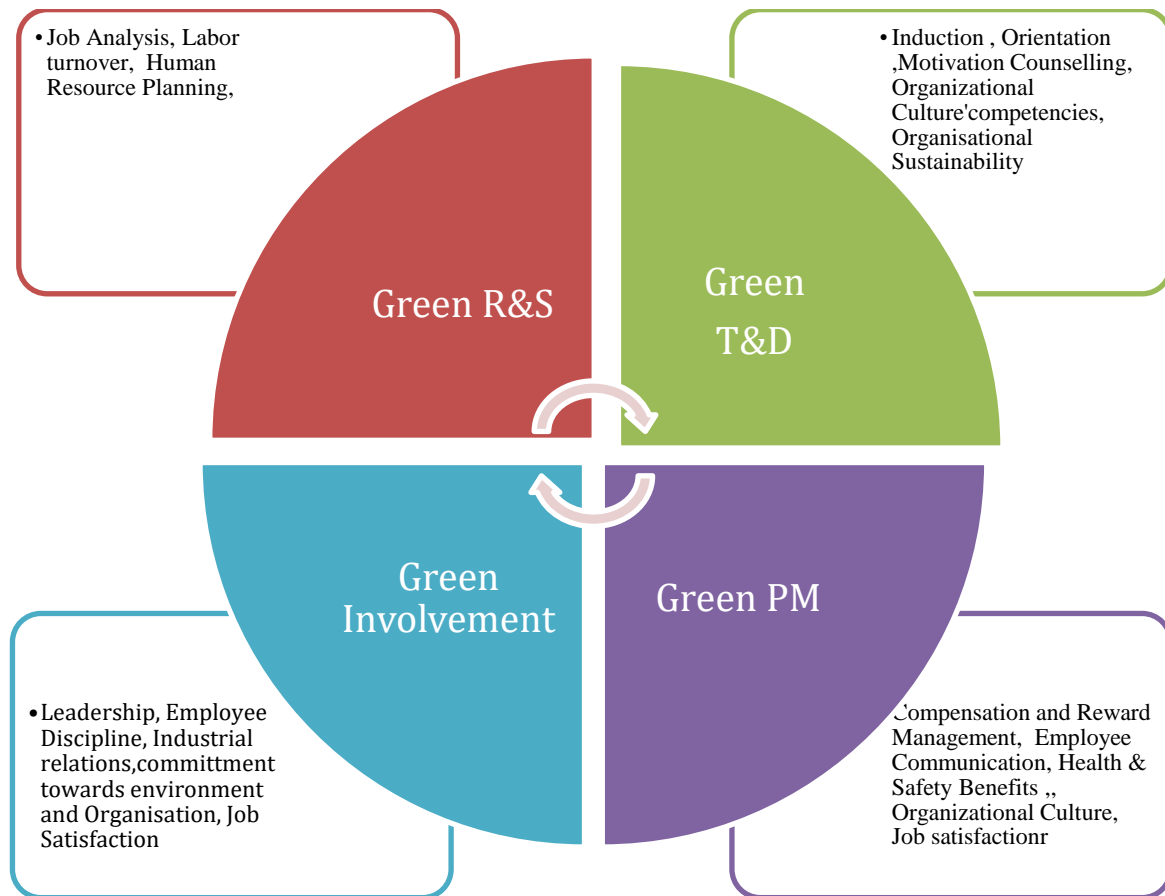 • Job Analysis, Labor
turnover, Human
Resource Planning,
• Induction , Orientation
,Motivation Counselling,
Organizational
Culture'competencies,
Organisational
Sustainability
Green R&S
Green
T&D
Green
Involvement
Green PM
• Leadership, Employee
Discipline, Industrial
relations,committment
towards environment
and Organisation, Job
Satisfaction
Compensation and Reward
Management, Employee
Communication, Health &
Safety Benefits ,,
Organizational Culture,
Job satisfactionr